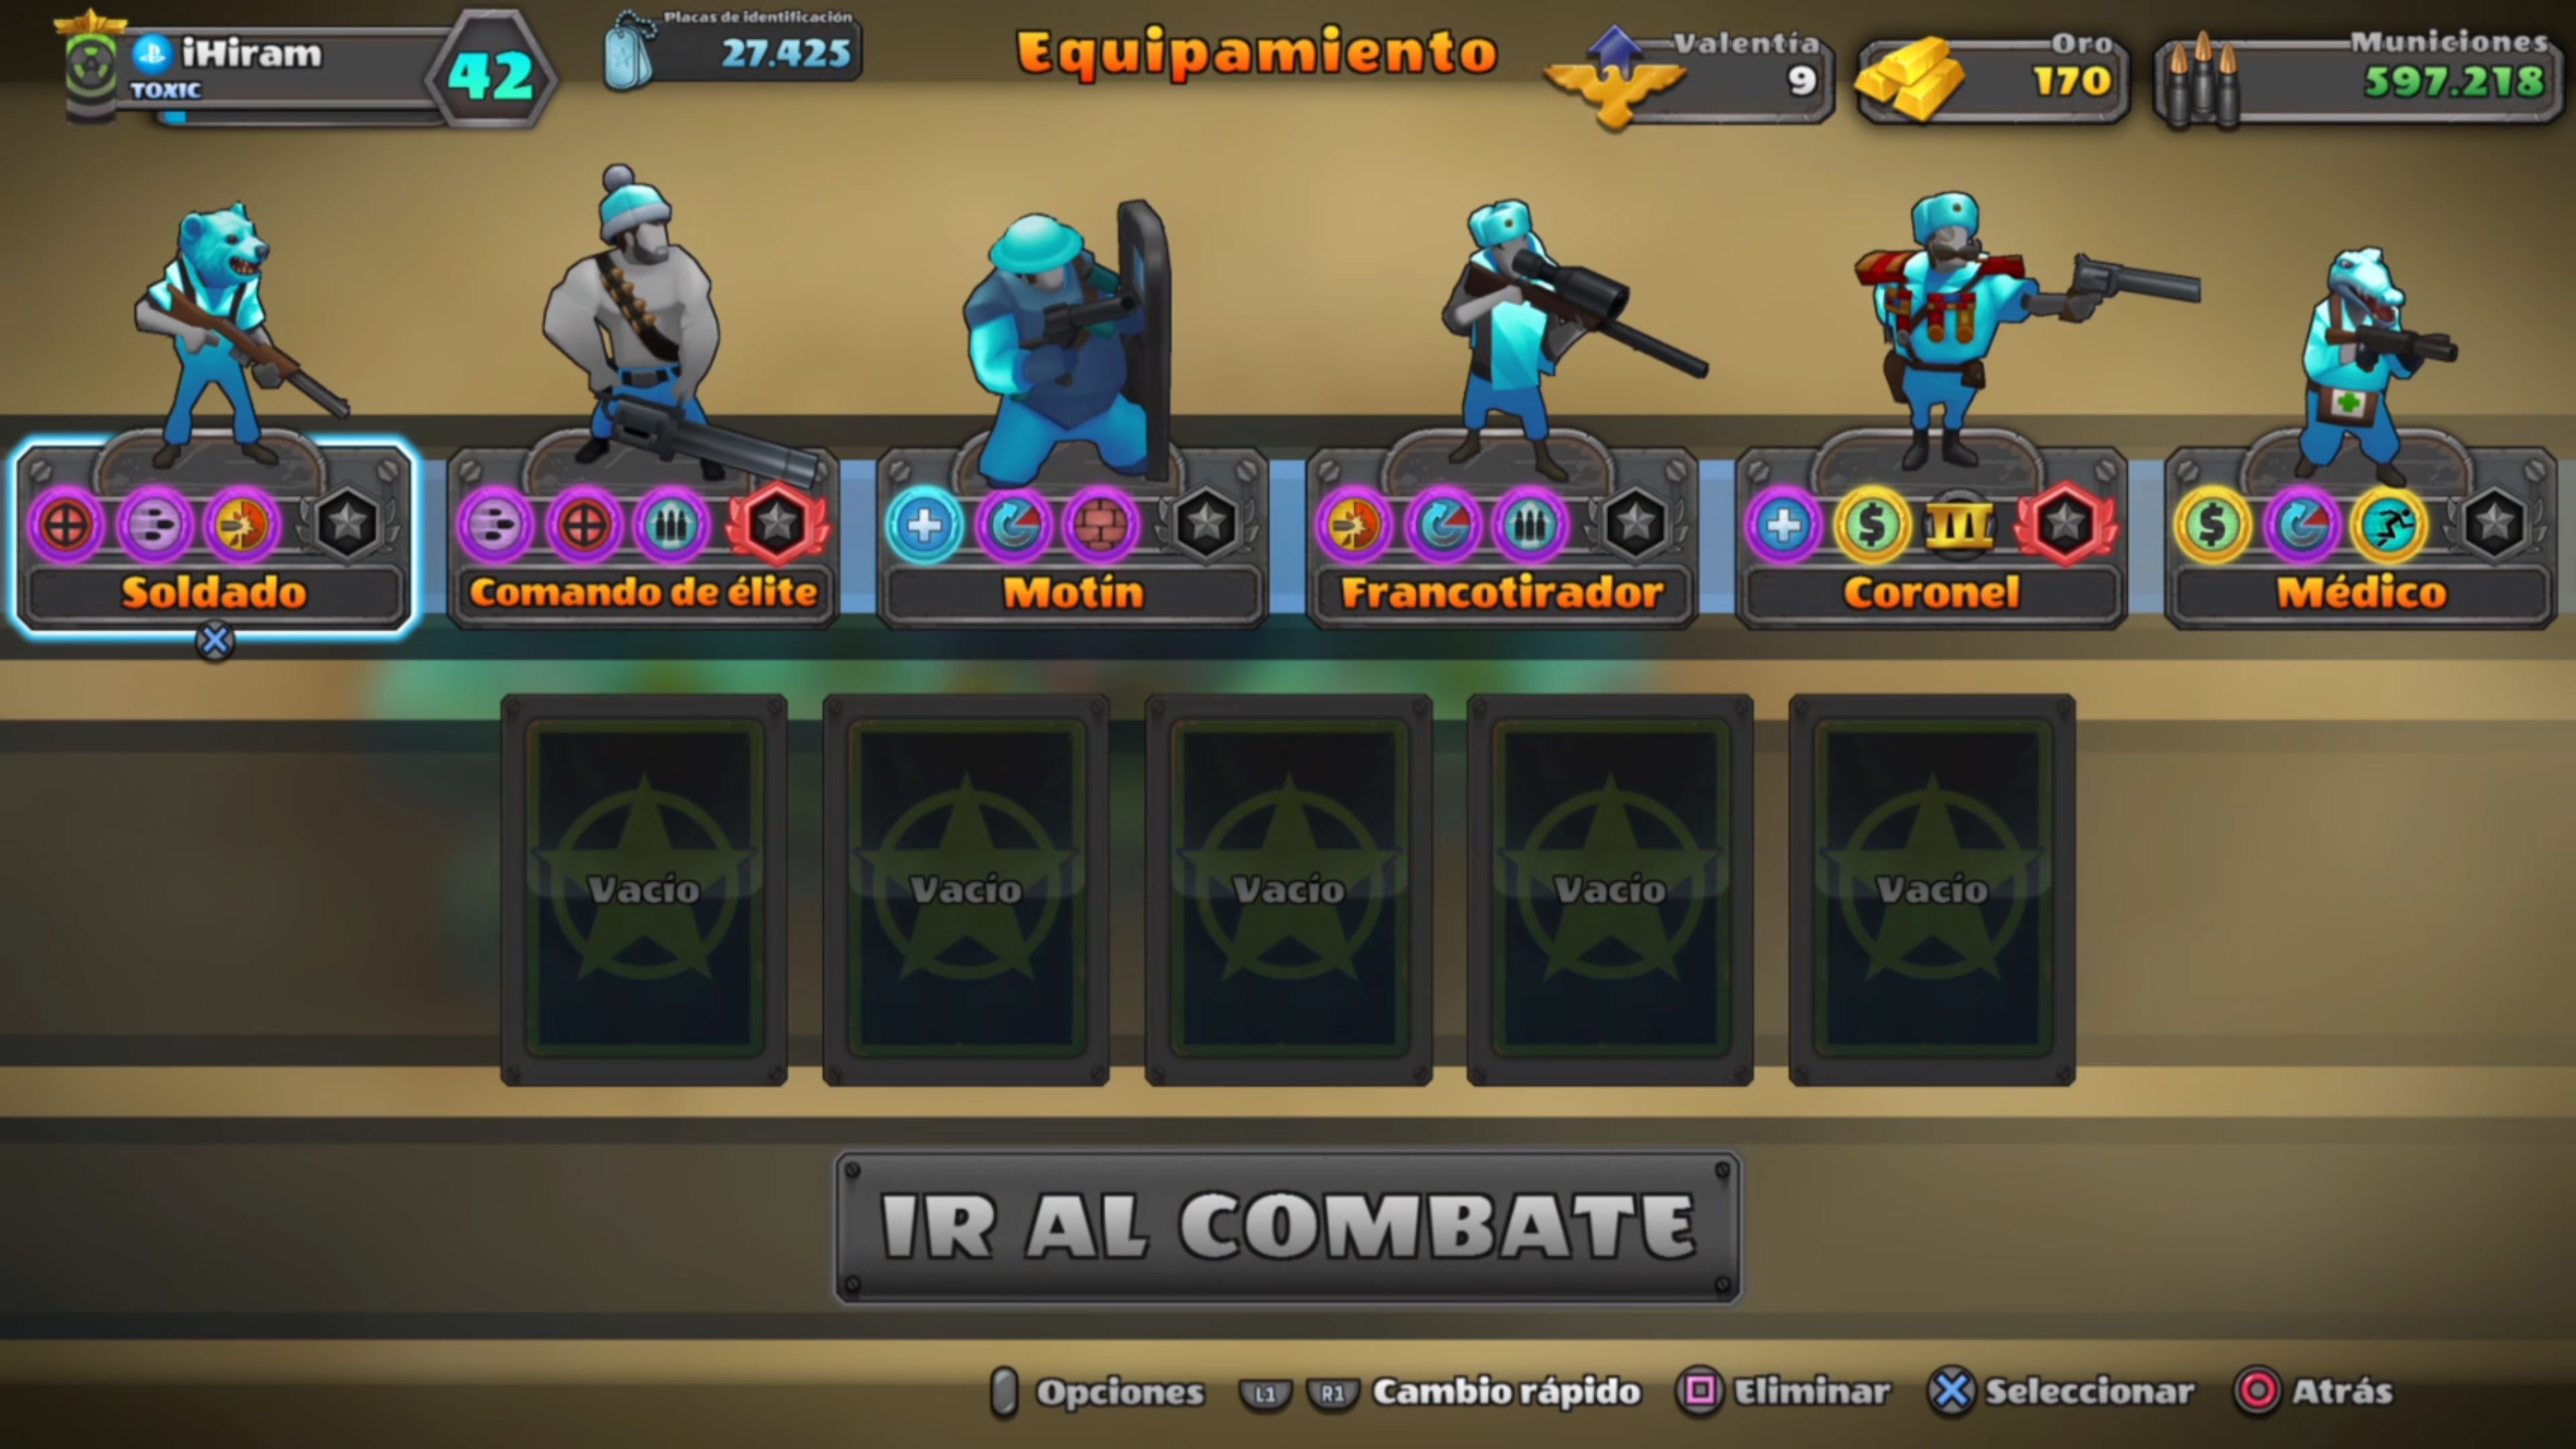 iHiram
TOXIC
42
Placas de identificación
27.425
Equipamiento
Valentía
9
Oro
170
Municiones
597.218
Soldado
Comando de élite
Motín
Francotirador
Coronel
Médico
Vacío
Vacío
Vacío
Vacío
Vacío
IR AL COMBATE
Opciones L1 R1 Cambio rápido Eliminar Seleccionar Atrás